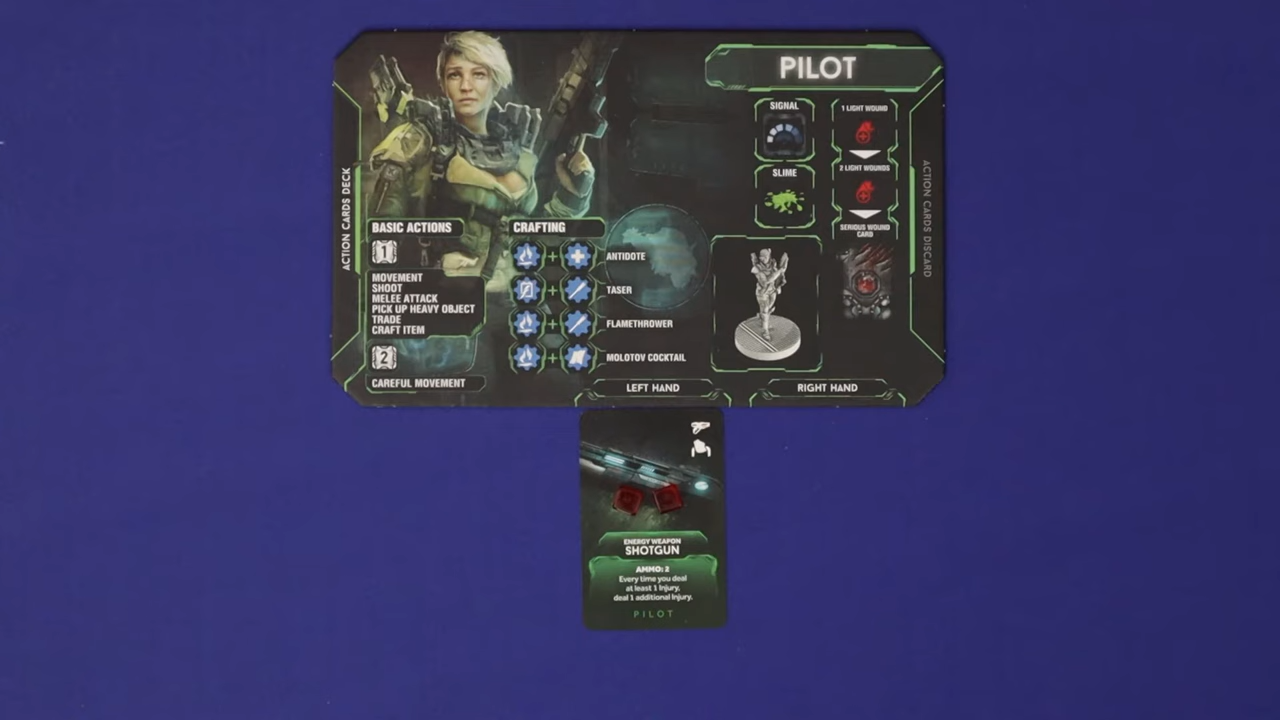 PILOT
SIGNAL
1 LIGHT WOUND
2 LIGHT WOUNDS
SLIME
SERIOUS WOUND
CARD
ACTION CARDS DECK
ACTION CARDS DISCARD
BASIC ACTIONS
1
MOVEMENT
SHOOT
MELEE ATTACK
PICK UP HEAVY OBJECT
TRADE
CRAFT ITEM
2
CAREFUL MOVEMENT
CRAFTING
+ ANTIDOTE
+ TASER
+ FLAMETHROWER
+ MOLOTOV COCKTAIL
LEFT HAND
RIGHT HAND
ENERGY WEAPON
SHOTGUN
AMMO: 2
Every time you deal
at least 1 Injury,
deal 1 additional Injury.
PILOT